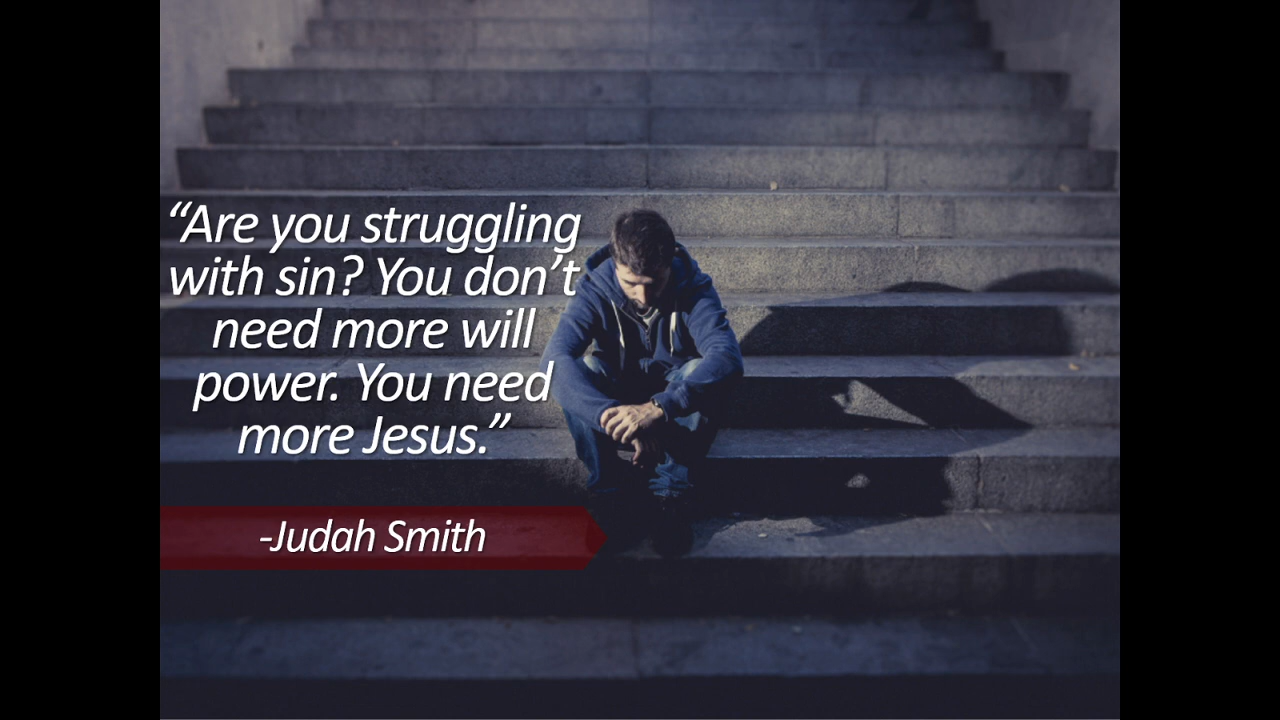 “Are you struggling
with sin? You don’t
need more will
power. You need
more Jesus.”
-Judah Smith